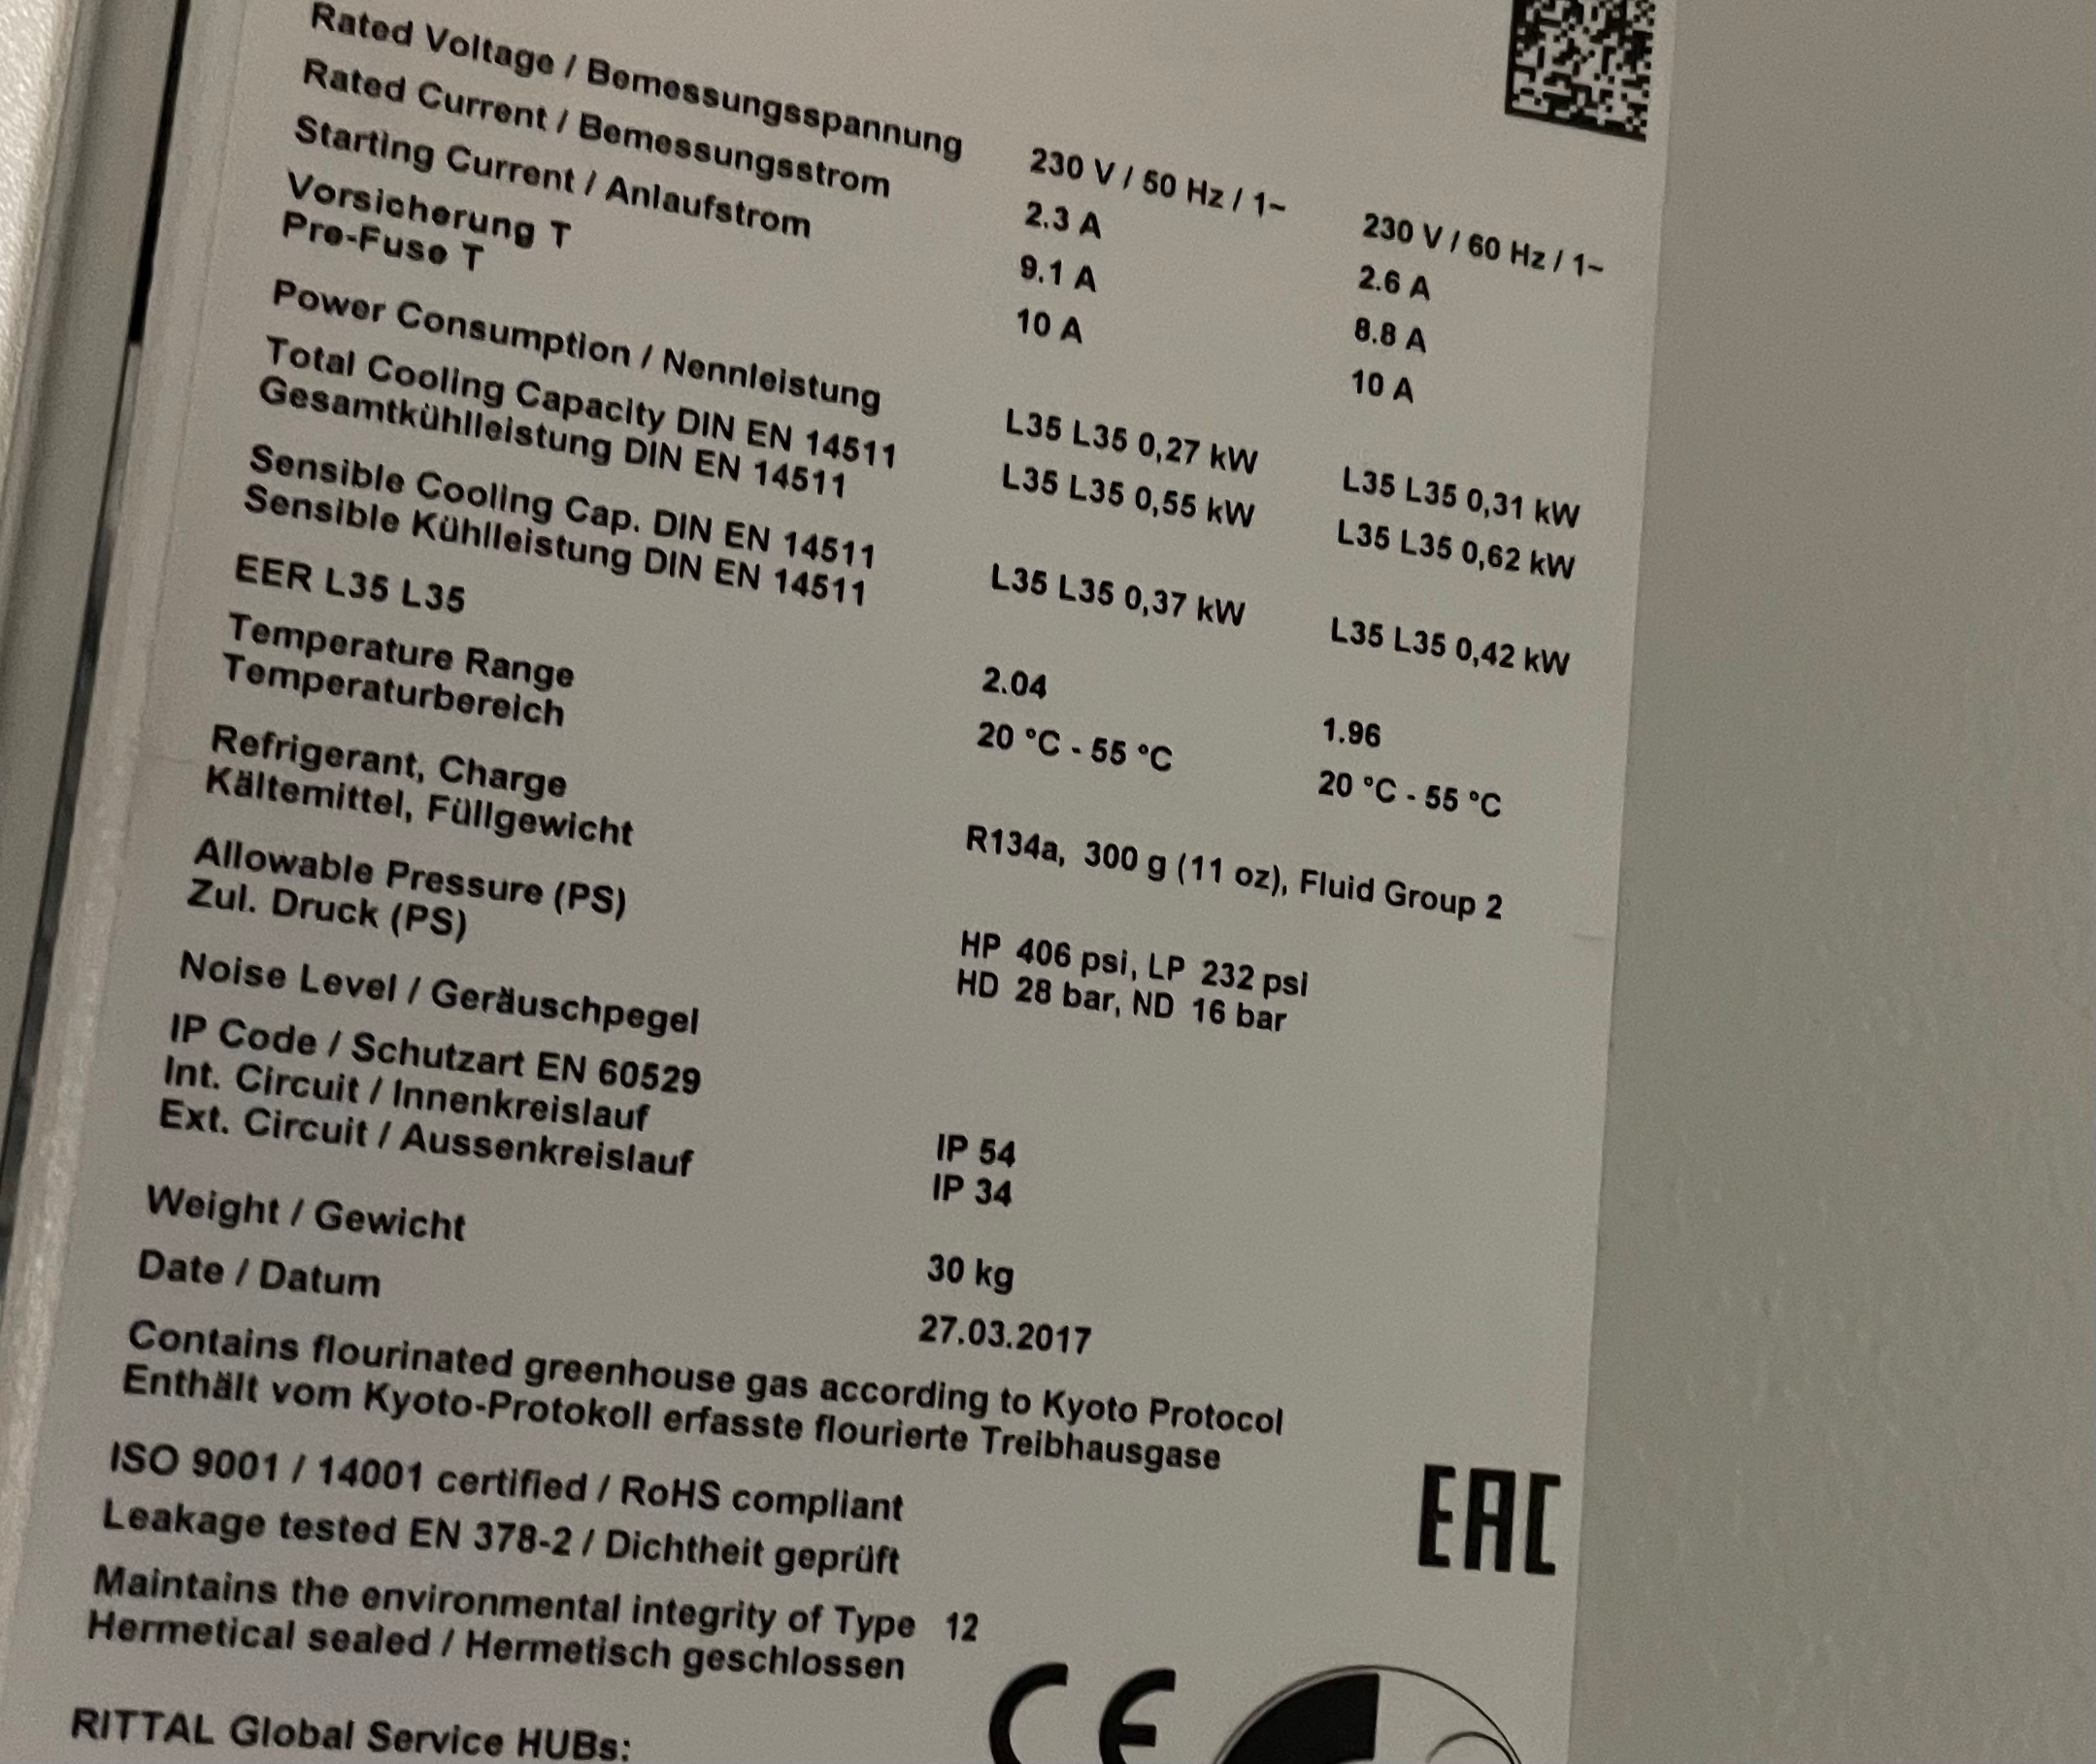 Rated Voltage / Bemessungsspannung 230 V / 50 Hz / 1~ 230 V / 60 Hz / 1~
Rated Current / Bemessungsstrom 2.3 A 2.6 A
Starting Current / Anlaufstrom 9.1 A 8.8 A
Vorsicherung T 10 A 10 A
Pre-Fuse T
Power Consumption / Nennleistung L35 L35 0,27 kW L35 L35 0,31 kW
Total Cooling Capacity DIN EN 14511 L35 L35 0,55 kW L35 L35 0,62 kW
Gesamtkühlleistung DIN EN 14511
Sensible Cooling Cap. DIN EN 14511 L35 L35 0,37 kW L35 L35 0,42 kW
Sensible Kühlleistung DIN EN 14511
EER L35 L35 2.04 1.96
Temperature Range 20 °C - 55 °C 20 °C - 55 °C
Temperaturbereich
Refrigerant, Charge R134a, 300 g (11 oz), Fluid Group 2
Kältemittel, Füllgewicht
Allowable Pressure (PS) HP 406 psi, LP 232 psi
Zul. Druck (PS) HD 28 bar, ND 16 bar
Noise Level / Geräuschpegel
IP Code / Schutzart EN 60529
Int. Circuit / Innenkreislauf IP 54
Ext. Circuit / Aussenkreislauf IP 34
Weight / Gewicht 30 kg
Date / Datum 27.03.2017
Contains flourinated greenhouse gas according to Kyoto Protocol
Enthält vom Kyoto-Protokoll erfasste flourierte Treibhausgase
ISO 9001 / 14001 certified / RoHS compliant
EAC
Leakage tested EN 378-2 / Dichtheit geprüft
Maintains the environmental integrity of Type 12
Hermetical sealed / Hermetisch geschlossen
CE
RITTAL Global Service HUBs: